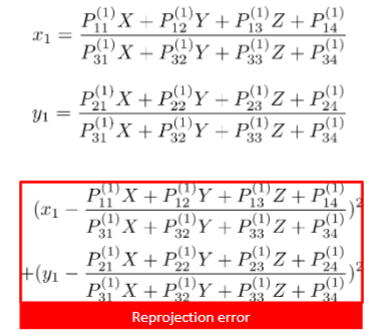 x_1 = \frac{P_{11}^{(1)} X + P_{12}^{(1)} Y + P_{13}^{(1)} Z + P_{14}^{(1)}}{P_{31}^{(1)} X + P_{32}^{(1)} Y + P_{33}^{(1)} Z + P_{34}^{(1)}}
y_1 = \frac{P_{21}^{(1)} X + P_{22}^{(1)} Y + P_{23}^{(1)} Z + P_{24}^{(1)}}{P_{31}^{(1)} X + P_{32}^{(1)} Y + P_{33}^{(1)} Z + P_{34}^{(1)}}
(x_1 - \frac{P_{11}^{(1)} X + P_{12}^{(1)} Y + P_{13}^{(1)} Z + P_{14}^{(1)}}{P_{31}^{(1)} X + P_{32}^{(1)} Y + P_{33}^{(1)} Z + P_{34}^{(1)}})^2
+(y_1 - \frac{P_{21}^{(1)} X + P_{22}^{(1)} Y + P_{23}^{(1)} Z + P_{24}^{(1)}}{P_{31}^{(1)} X + P_{32}^{(1)} Y + P_{33}^{(1)} Z + P_{34}^{(1)}})^2
Reprojection error